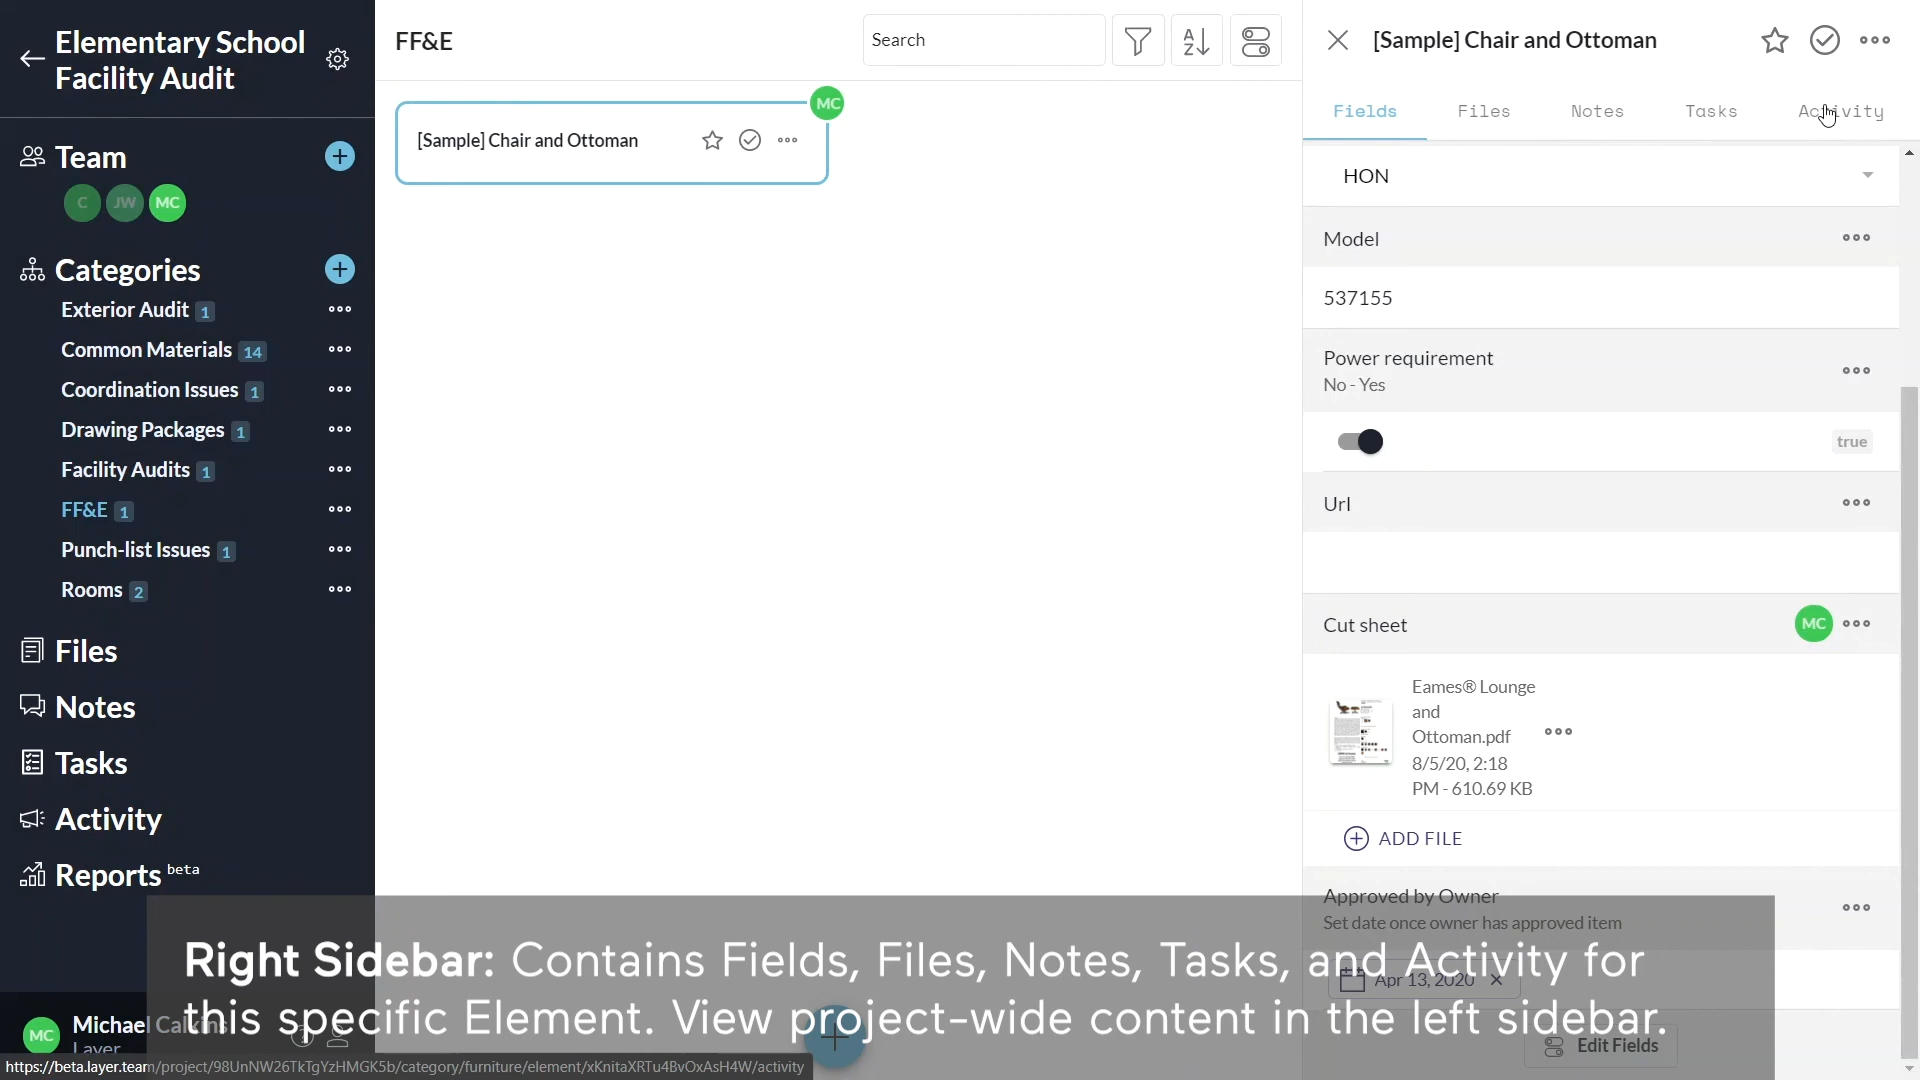 Elementary School
Facility Audit
Team
C JW MC
Categories
Exterior Audit 1
Common Materials 14
Coordination Issues 1
Drawing Packages 1
Facility Audits 1
FF&E 1
Punch-list Issues 1
Rooms 2
Files
Notes
Tasks
Activity
Reports beta
MC Michael Calkins
Layer
https://beta.layer.team/project/98UnNW26TkTgYzHMGK5b/category/furniture/element/xKnitaXRTu4BvOxAsH4W/activity
FF&E
Search
MC
[Sample] Chair and Ottoman
[Sample] Chair and Ottoman
Fields Files Notes Tasks Activity
HON
Model
537155
Power requirement
No - Yes
true
Url
Cut sheet
MC
Eames® Lounge
and
Ottoman.pdf
8/5/20, 2:18
PM - 610.69 KB
ADD FILE
Approved by Owner
Set date once owner has approved item
Apr 13, 2020
Edit Fields
Right Sidebar: Contains Fields, Files, Notes, Tasks, and Activity for
this specific Element. View project-wide content in the left sidebar.